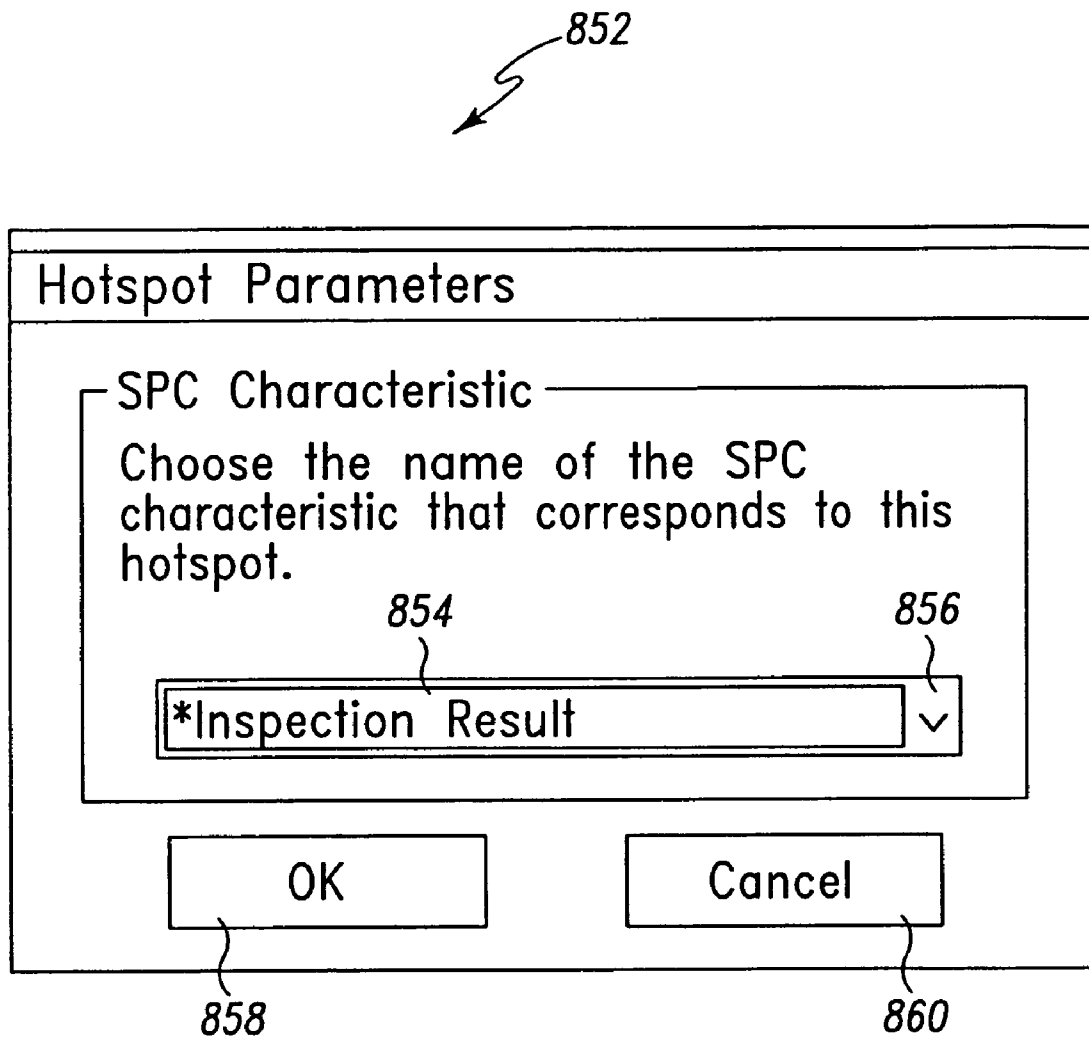 852
Hotspot Parameters
SPC Characteristic
Choose the name of the SPC
characteristic that corresponds to this
hotspot.
854
856
*Inspection Result
OK
Cancel
858
860